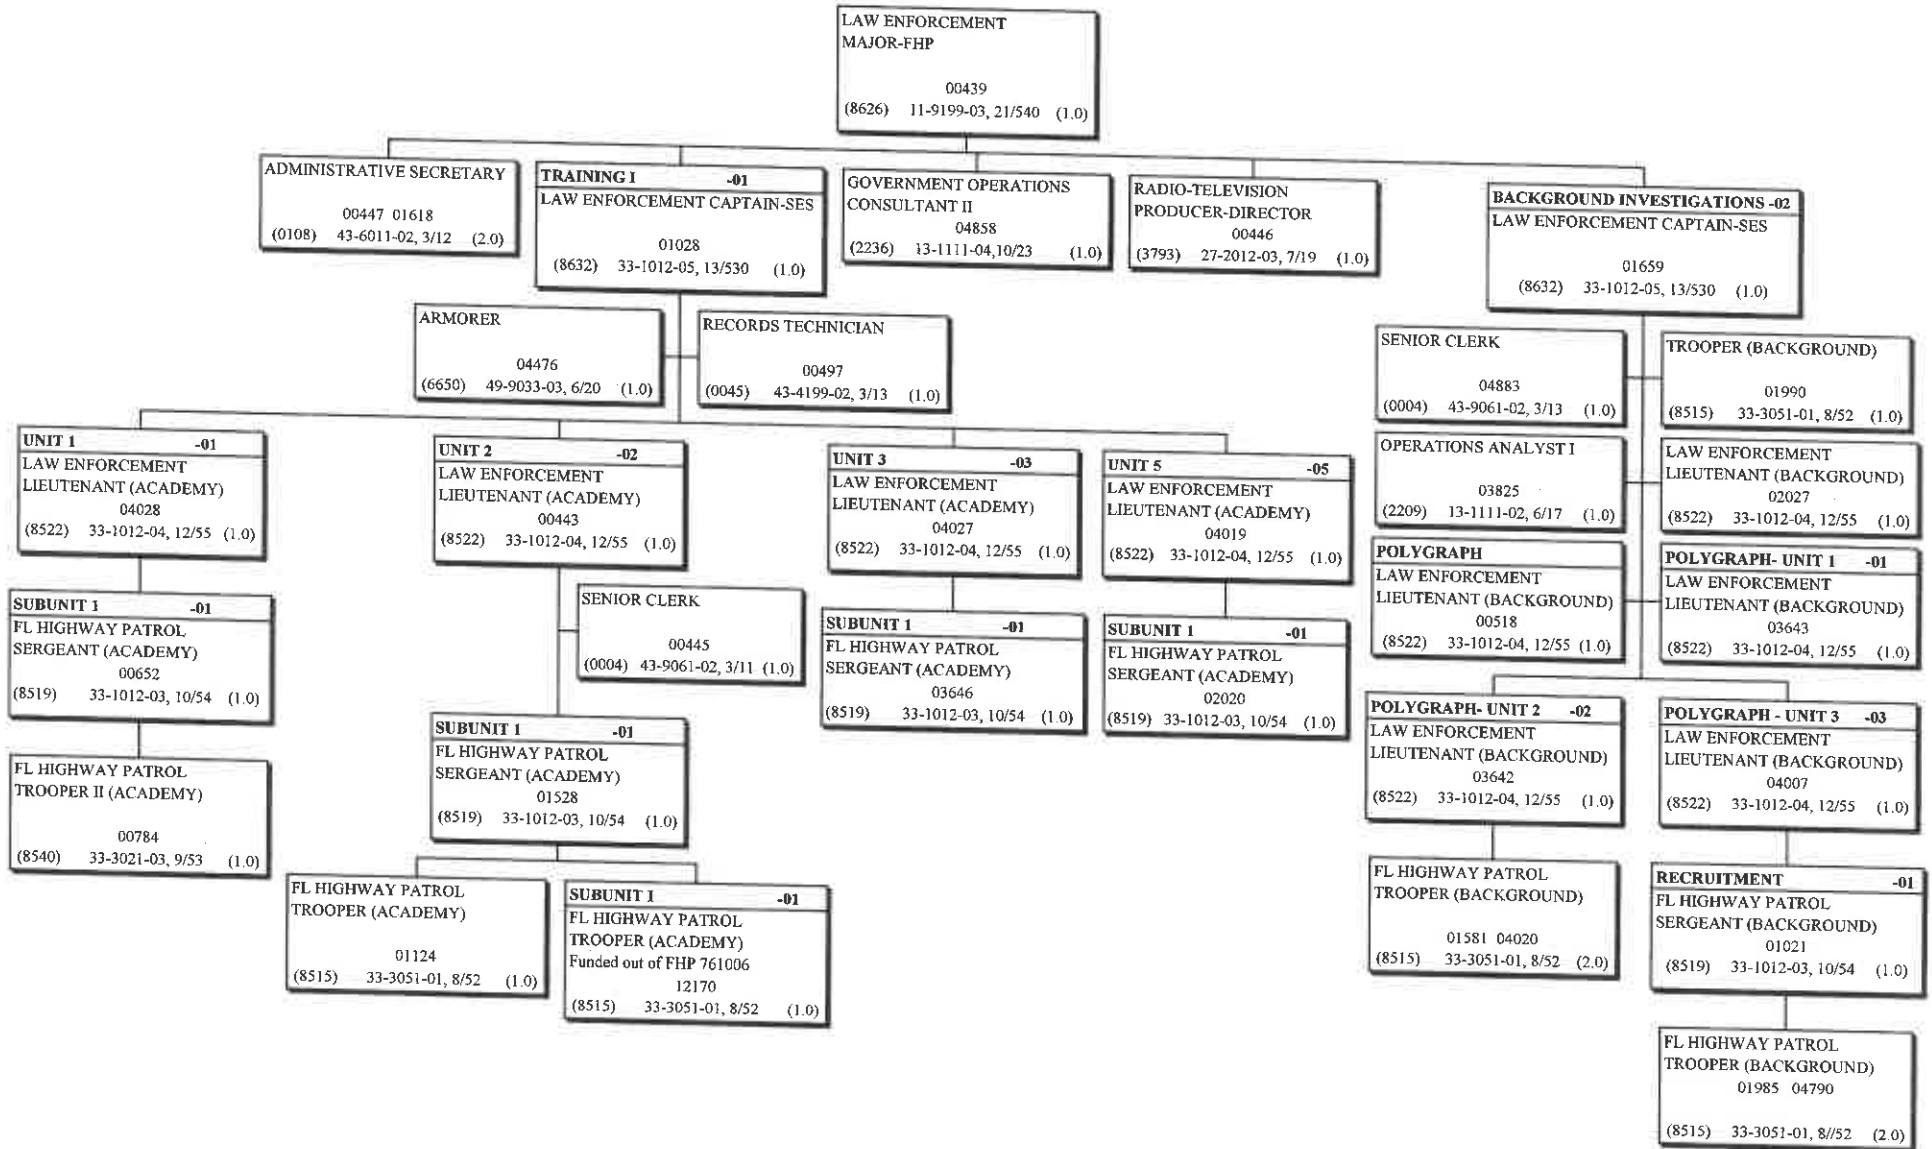 LAW ENFORCEMENT
MAJOR-FHP
00439
(8626) 11-9199-03, 21/540 (1.0)
ADMINISTRATIVE SECRETARY
00447 01618
(0108) 43-6011-02, 3/12 (2.0)
TRAINING I -01
LAW ENFORCEMENT CAPTAIN-SES
01028
(8632) 33-1012-05, 13/530 (1.0)
GOVERNMENT OPERATIONS
CONSULTANT II
04858
(2236) 13-1111-04,10/23 (1.0)
RADIO-TELEVISION
PRODUCER-DIRECTOR
00446
(3793) 27-2012-03, 7/19 (1.0)
BACKGROUND INVESTIGATIONS -02
LAW ENFORCEMENT CAPTAIN-SES
01659
(8632) 33-1012-05, 13/530 (1.0)
ARMORER
04476
(6650) 49-9033-03, 6/20 (1.0)
RECORDS TECHNICIAN
00497
(0045) 43-4199-02, 3/13 (1.0)
SENIOR CLERK
04883
(0004) 43-9061-02, 3/13 (1.0)
TROOPER (BACKGROUND)
01990
(8515) 33-3051-01, 8/52 (1.0)
UNIT 1 -01
LAW ENFORCEMENT
LIEUTENANT (ACADEMY)
04028
(8522) 33-1012-04, 12/55 (1.0)
UNIT 2 -02
LAW ENFORCEMENT
LIEUTENANT (ACADEMY)
00443
(8522) 33-1012-04, 12/55 (1.0)
UNIT 3 -03
LAW ENFORCEMENT
LIEUTENANT (ACADEMY)
04027
(8522) 33-1012-04, 12/55 (1.0)
UNIT 5 -05
LAW ENFORCEMENT
LIEUTENANT (ACADEMY)
04019
(8522) 33-1012-04, 12/55 (1.0)
OPERATIONS ANALYST I
03825
(2209) 13-1111-02, 6/17 (1.0)
LAW ENFORCEMENT
LIEUTENANT (BACKGROUND)
02027
(8522) 33-1012-04, 12/55 (1.0)
POLYGRAPH
LAW ENFORCEMENT
LIEUTENANT (BACKGROUND)
00518
(8522) 33-1012-04, 12/55 (1.0)
POLYGRAPH- UNIT 1 -01
LAW ENFORCEMENT
LIEUTENANT (BACKGROUND)
03643
(8522) 33-1012-04, 12/55 (1.0)
SUBUNIT 1 -01
FL HIGHWAY PATROL
SERGEANT (ACADEMY)
00652
(8519) 33-1012-03, 10/54 (1.0)
SENIOR CLERK
00445
(0004) 43-9061-02, 3/11 (1.0)
SUBUNIT 1 -01
FL HIGHWAY PATROL
SERGEANT (ACADEMY)
03646
(8519) 33-1012-03, 10/54 (1.0)
SUBUNIT 1 -01
FL HIGHWAY PATROL
SERGEANT (ACADEMY)
02020
(8519) 33-1012-03, 10/54 (1.0)
POLYGRAPH- UNIT 2 -02
LAW ENFORCEMENT
LIEUTENANT (BACKGROUND)
03642
(8522) 33-1012-04, 12/55 (1.0)
POLYGRAPH - UNIT 3 -03
LAW ENFORCEMENT
LIEUTENANT (BACKGROUND)
04007
(8522) 33-1012-04, 12/55 (1.0)
FL HIGHWAY PATROL
TROOPER II (ACADEMY)
00784
(8540) 33-3021-03, 9/53 (1.0)
SUBUNIT 1 -01
FL HIGHWAY PATROL
SERGEANT (ACADEMY)
01528
(8519) 33-1012-03, 10/54 (1.0)
FL HIGHWAY PATROL
TROOPER (ACADEMY)
01124
(8515) 33-3051-01, 8/52 (1.0)
SUBUNIT 1 -01
FL HIGHWAY PATROL
TROOPER (ACADEMY)
Funded out of FHP 761006
12170
(8515) 33-3051-01, 8/52 (1.0)
FL HIGHWAY PATROL
TROOPER (BACKGROUND)
01581 04020
(8515) 33-3051-01, 8/52 (2.0)
RECRUITMENT -01
FL HIGHWAY PATROL
SERGEANT (BACKGROUND)
01021
(8519) 33-1012-03, 10/54 (1.0)
FL HIGHWAY PATROL
TROOPER (BACKGROUND)
01985 04790
(8515) 33-3051-01, 8//52 (2.0)